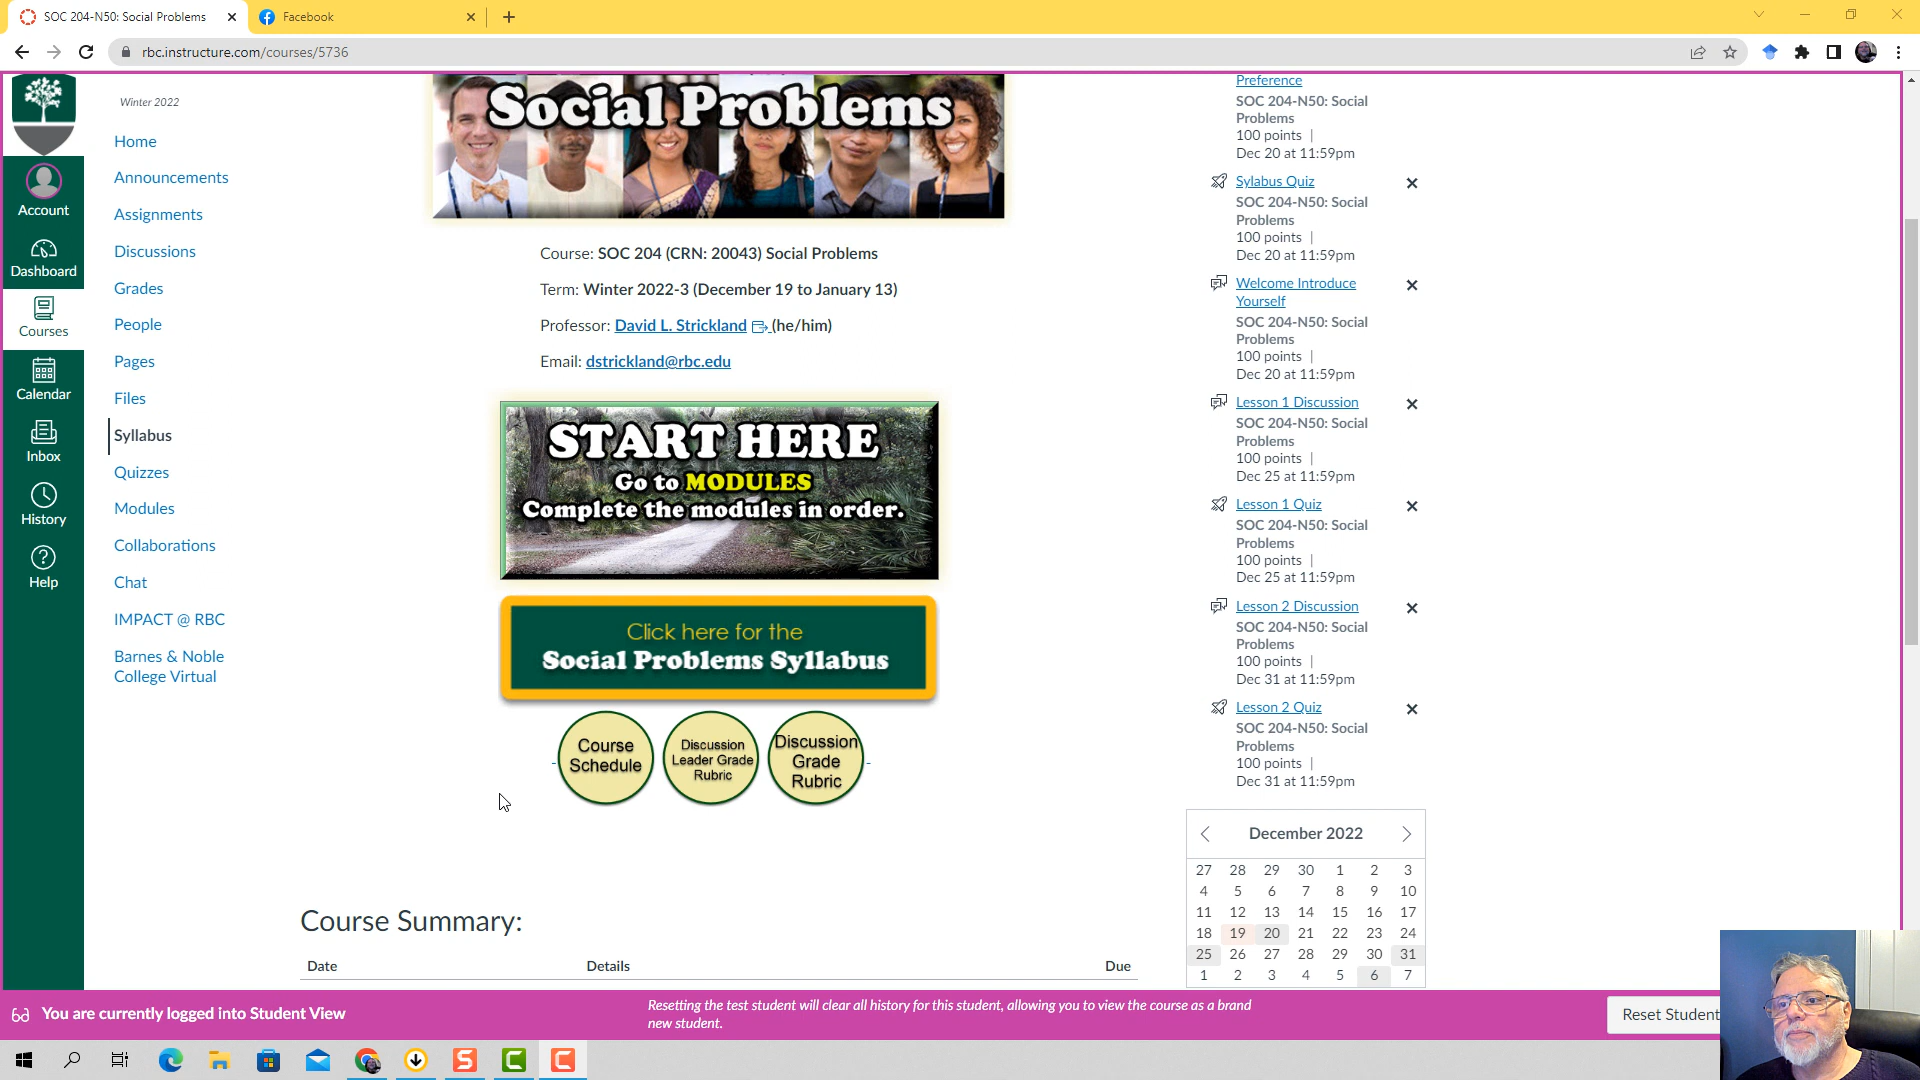 SOC 204-N50: Social Problems
Facebook
rbc.instructure.com/courses/5736
Account
Dashboard
Courses
Calendar
Inbox
History
Help
Winter 2022
Home
Announcements
Assignments
Discussions
Grades
People
Pages
Files
Syllabus
Quizzes
Modules
Collaborations
Chat
IMPACT @ RBC
Barnes & Noble
College Virtual
Social Problems
Course: SOC 204 (CRN: 20043) Social Problems
Term: Winter 2022-3 (December 19 to January 13)
Professor: David L. Strickland (he/him)
Email: dstrickland@rbc.edu
START HERE
Go to MODULES
Complete the modules in order.
Click here for the
Social Problems Syllabus
Course
Schedule
Discussion
Leader Grade
Rubric
Discussion
Grade
Rubric
Course Summary:
Date Details Due
Preference
SOC 204-N50: Social
Problems
100 points |
Dec 20 at 11:59pm
Sylabus Quiz
SOC 204-N50: Social
Problems
100 points |
Dec 20 at 11:59pm
Welcome Introduce
Yourself
SOC 204-N50: Social
Problems
100 points |
Dec 20 at 11:59pm
Lesson 1 Discussion
SOC 204-N50: Social
Problems
100 points |
Dec 25 at 11:59pm
Lesson 1 Quiz
SOC 204-N50: Social
Problems
100 points |
Dec 25 at 11:59pm
Lesson 2 Discussion
SOC 204-N50: Social
Problems
100 points |
Dec 31 at 11:59pm
Lesson 2 Quiz
SOC 204-N50: Social
Problems
100 points |
Dec 31 at 11:59pm
December 2022
27 28 29 30 1 2 3
4 5 6 7 8 9 10
11 12 13 14 15 16 17
18 19 20 21 22 23 24
25 26 27 28 29 30 31
1 2 3 4 5 6 7
You are currently logged into Student View
Resetting the test student will clear all history for this student, allowing you to view the course as a brand
new student.
Reset Student